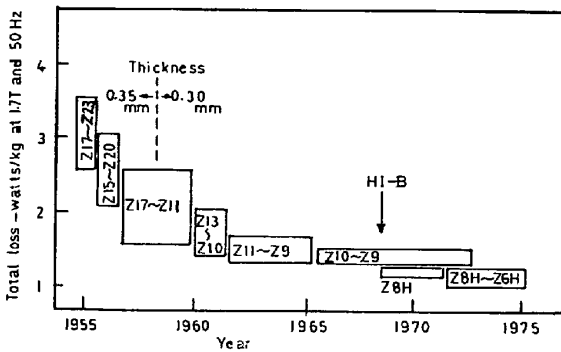 Total loss-watts/kg at 1.7T and 50Hz
4
3
2
1
Thickness
0.35 0.30
mm mm
Z17~Z23
Z15~Z20
Z17~Z11
Z13
~
Z10
Z11~Z9
HI-B
Z10~Z9
Z8H
Z8H~Z6H
1955 1960 1965 1970 1975
Year